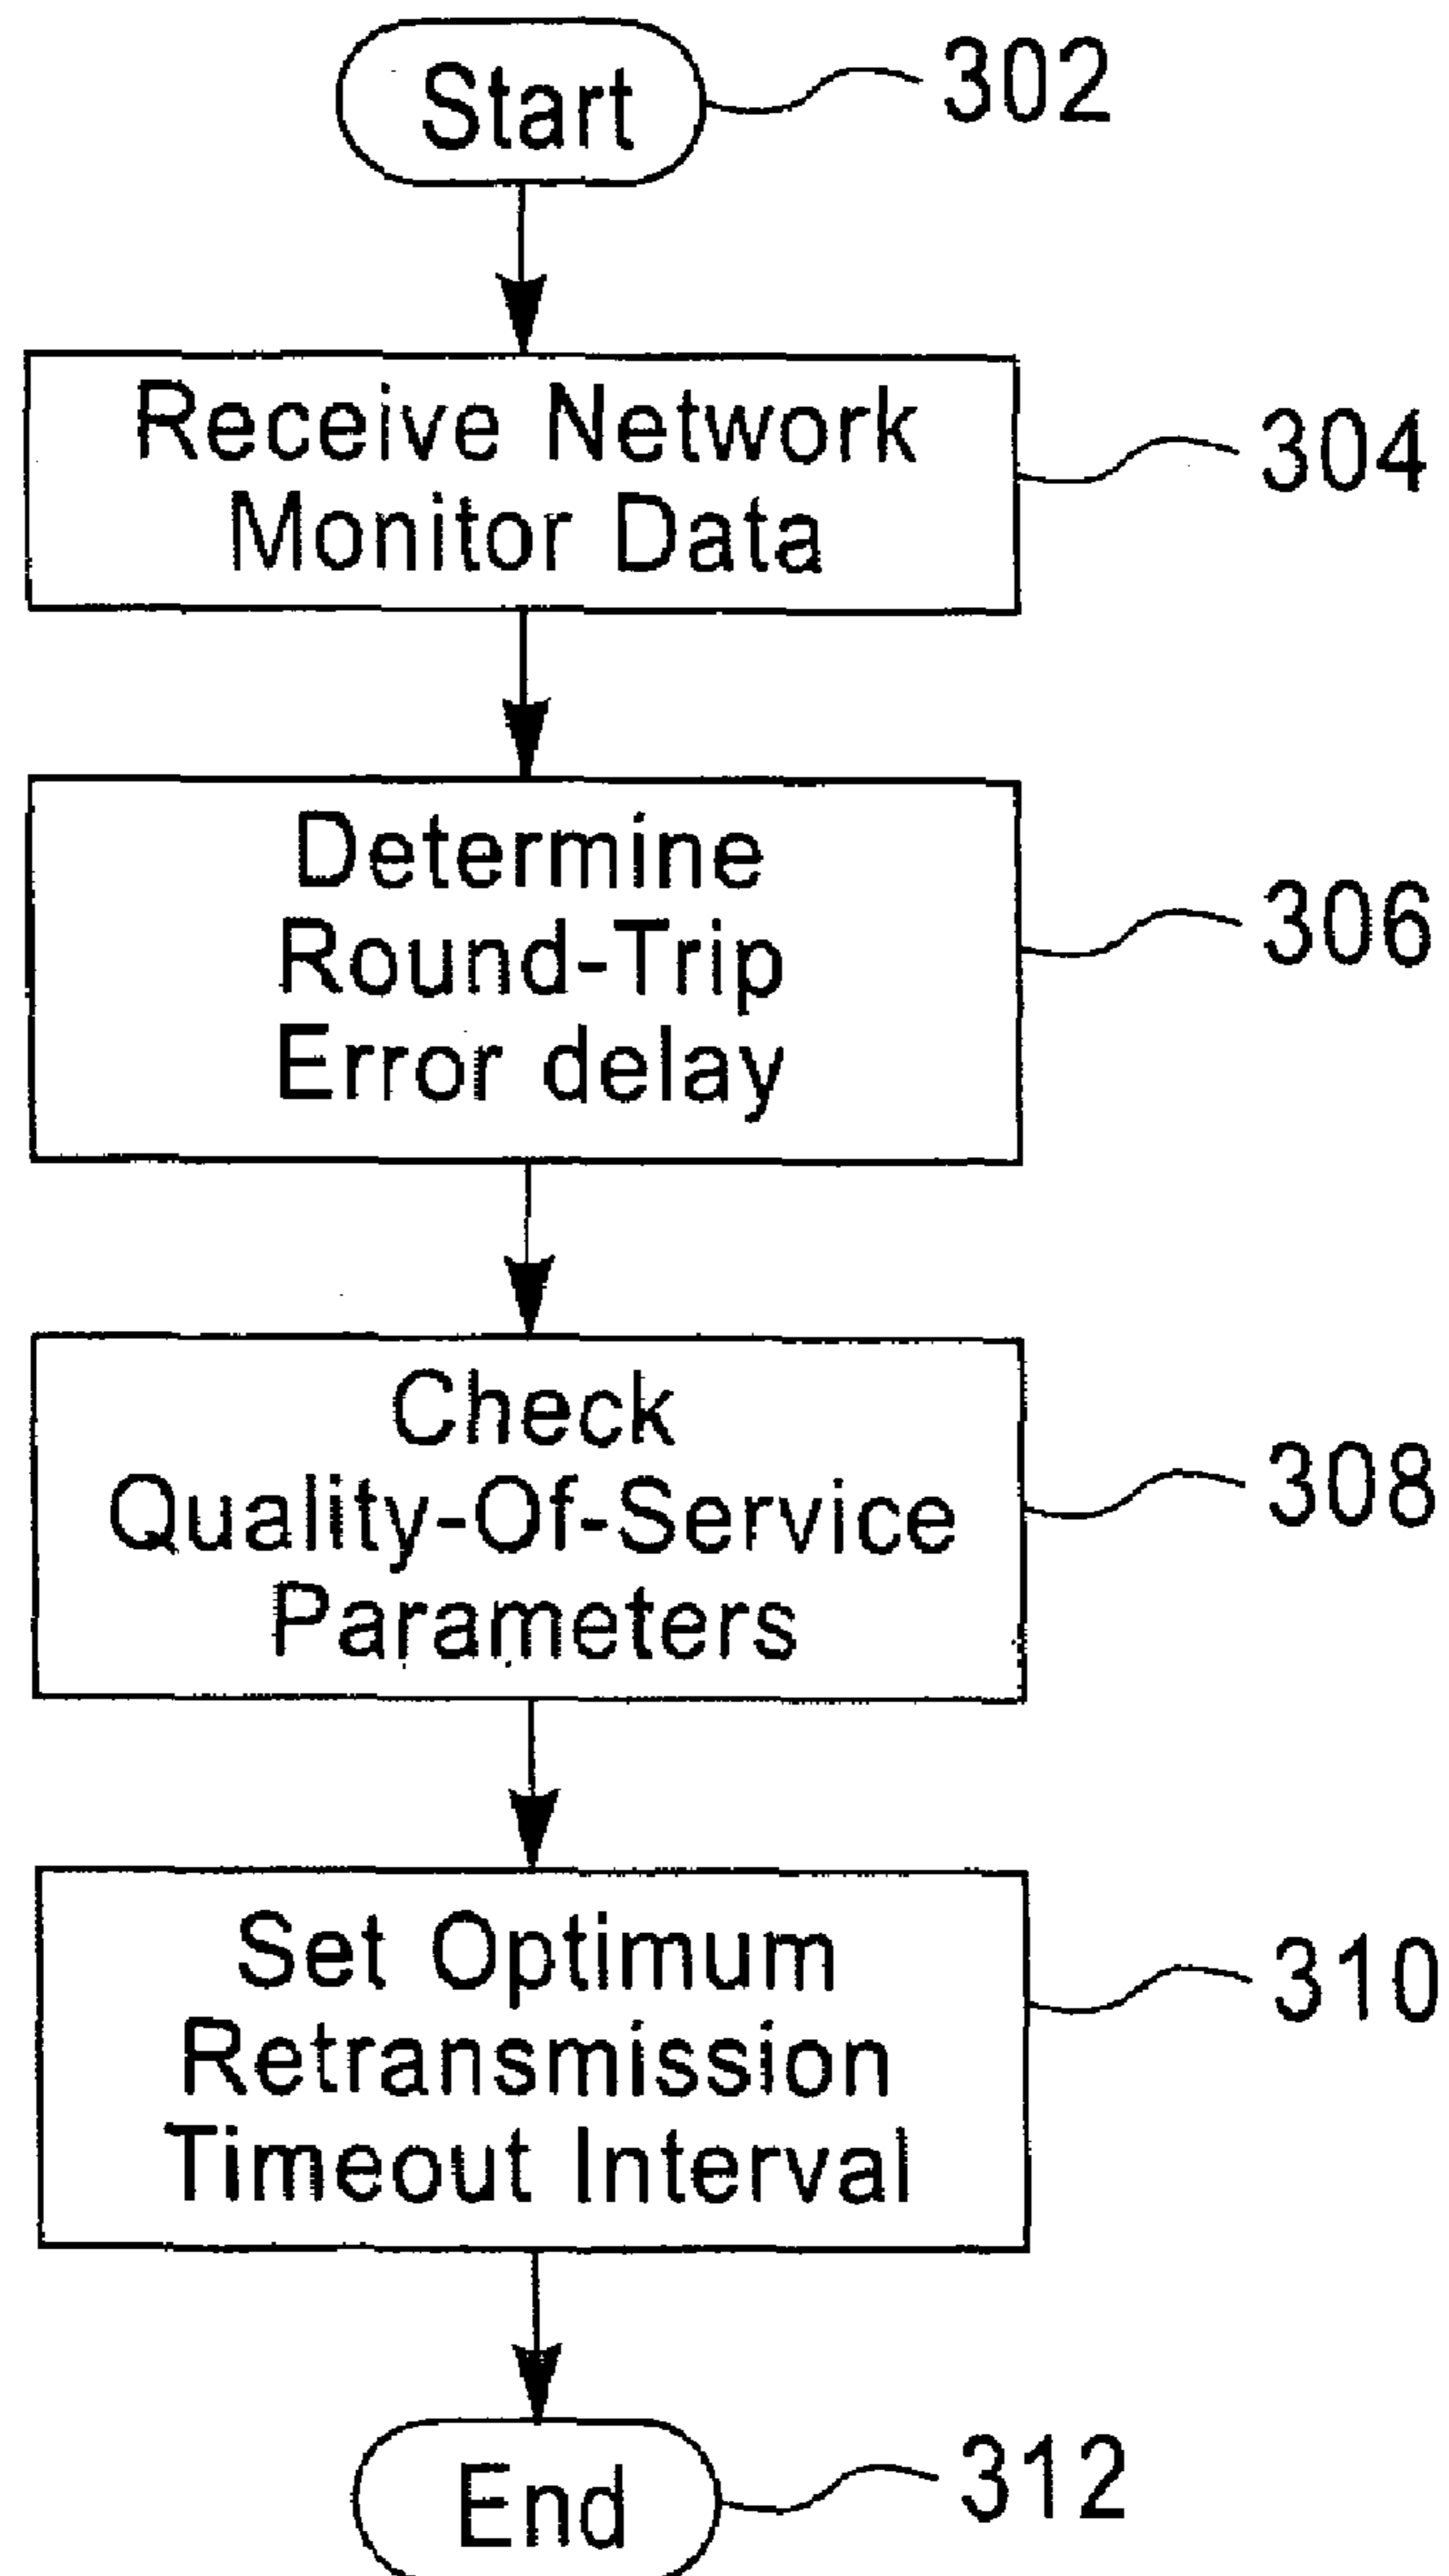 Start
302
Receive Network
Monitor Data
304
Determine
Round-Trip
Error delay
306
Check
Quality-Of-Service
Parameters
308
Set Optimum
Retransmission
Timeout Interval
310
End
312